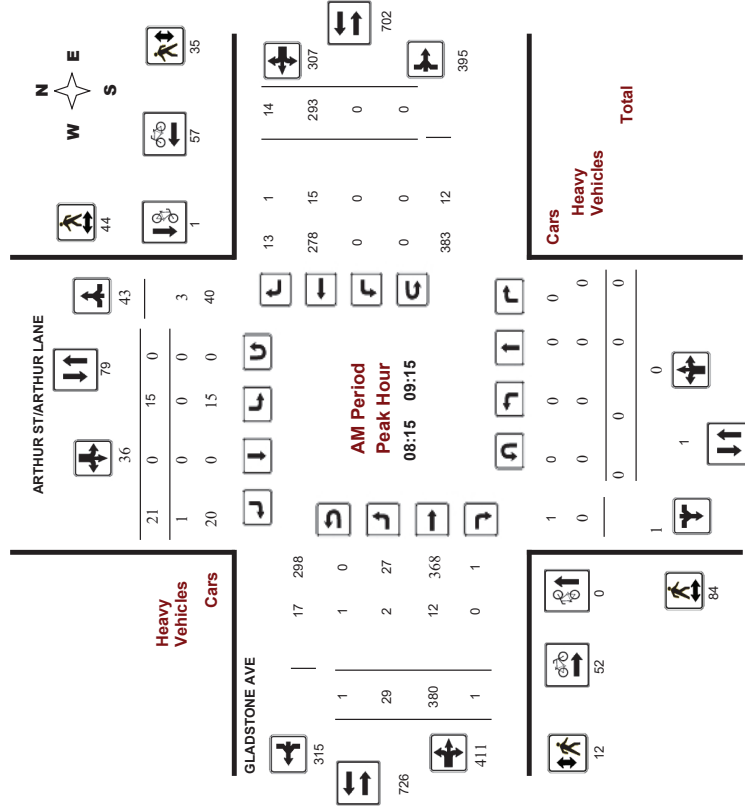 N
W E
S
44
35
1
57
ARTHUR ST/ARTHUR LANE
79
36
43
21 0 15 0
1 0 0 0 3
20 0 15 0 40
Heavy
Vehicles
Cars
702
307
395
13 1 14
278 15 293
0 0 0
0 0 0
383 12
AM Period
Peak Hour
08:15 09:15
GLADSTONE AVE
315
726
411
17 298
1 1 0
29 2 27
380 12 368
1 0 1
Cars
Heavy
Vehicles
Total
1 0 0 0 0
0 0 0 0 0
0 0 0 0
1
0
1
12
52
0
84